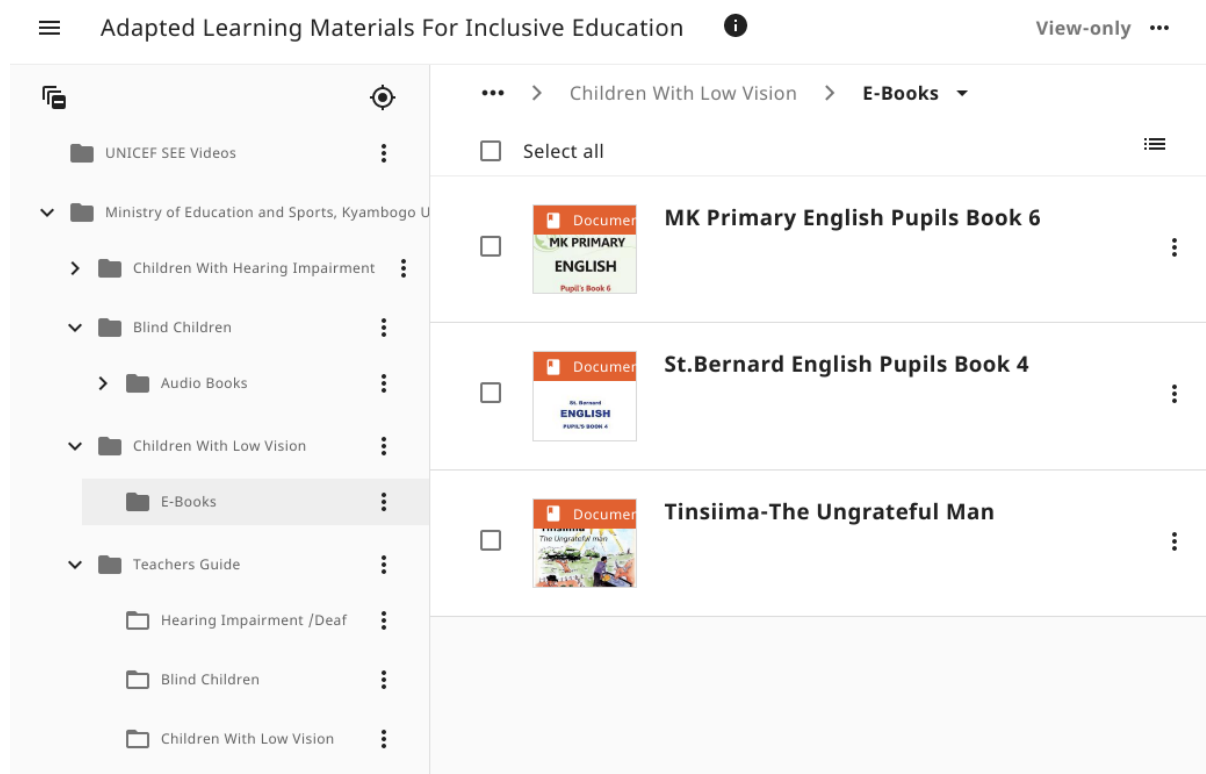 Adapted Learning Materials For Inclusive Education
View-only
UNICEF SEE Videos
Ministry of Education and Sports, Kyambogo U
Children With Hearing Impairment
Blind Children
Audio Books
Children With Low Vision
E-Books
Teachers Guide
Hearing Impairment /Deaf
Blind Children
Children With Low Vision
Children With Low Vision > E-Books
Select all
Documen
MK PRIMARY
ENGLISH
Pupil's Book 6
MK Primary English Pupils Book 6
Documen
St. Bernard
ENGLISH
PUPIL'S BOOK 4
St.Bernard English Pupils Book 4
Documen
Tinsiima
The Ungrateful man
Tinsiima-The Ungrateful Man